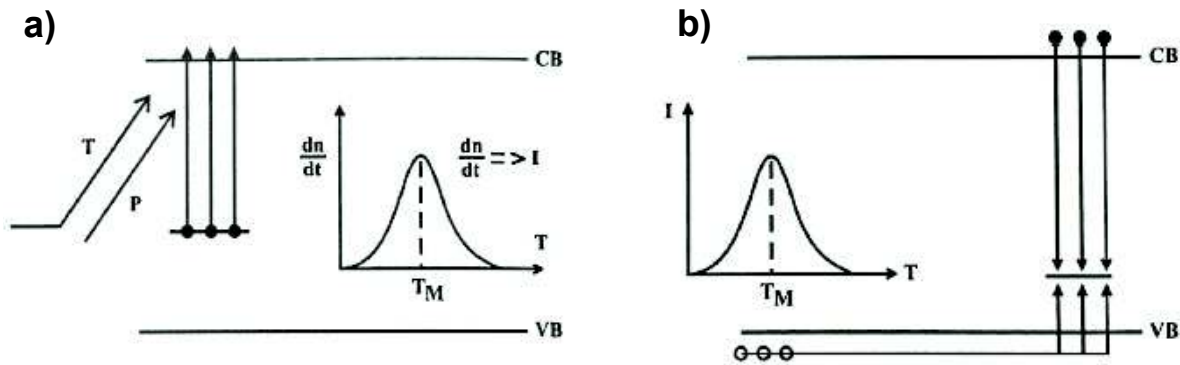 a)
CB
T
P
dn/dt
dn/dt => I
T
T_M
VB
b)
CB
I
T
T_M
VB